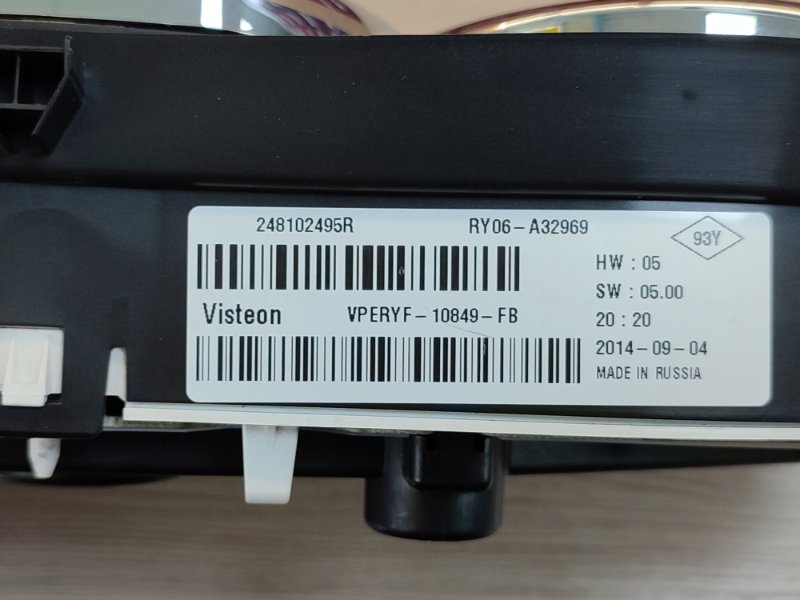 248102495R RY06-A32969
93Y
HW : 05
SW : 05.00
Visteon VPERYF-10849-FB
20 : 20
2014-09-04
MADE IN RUSSIA